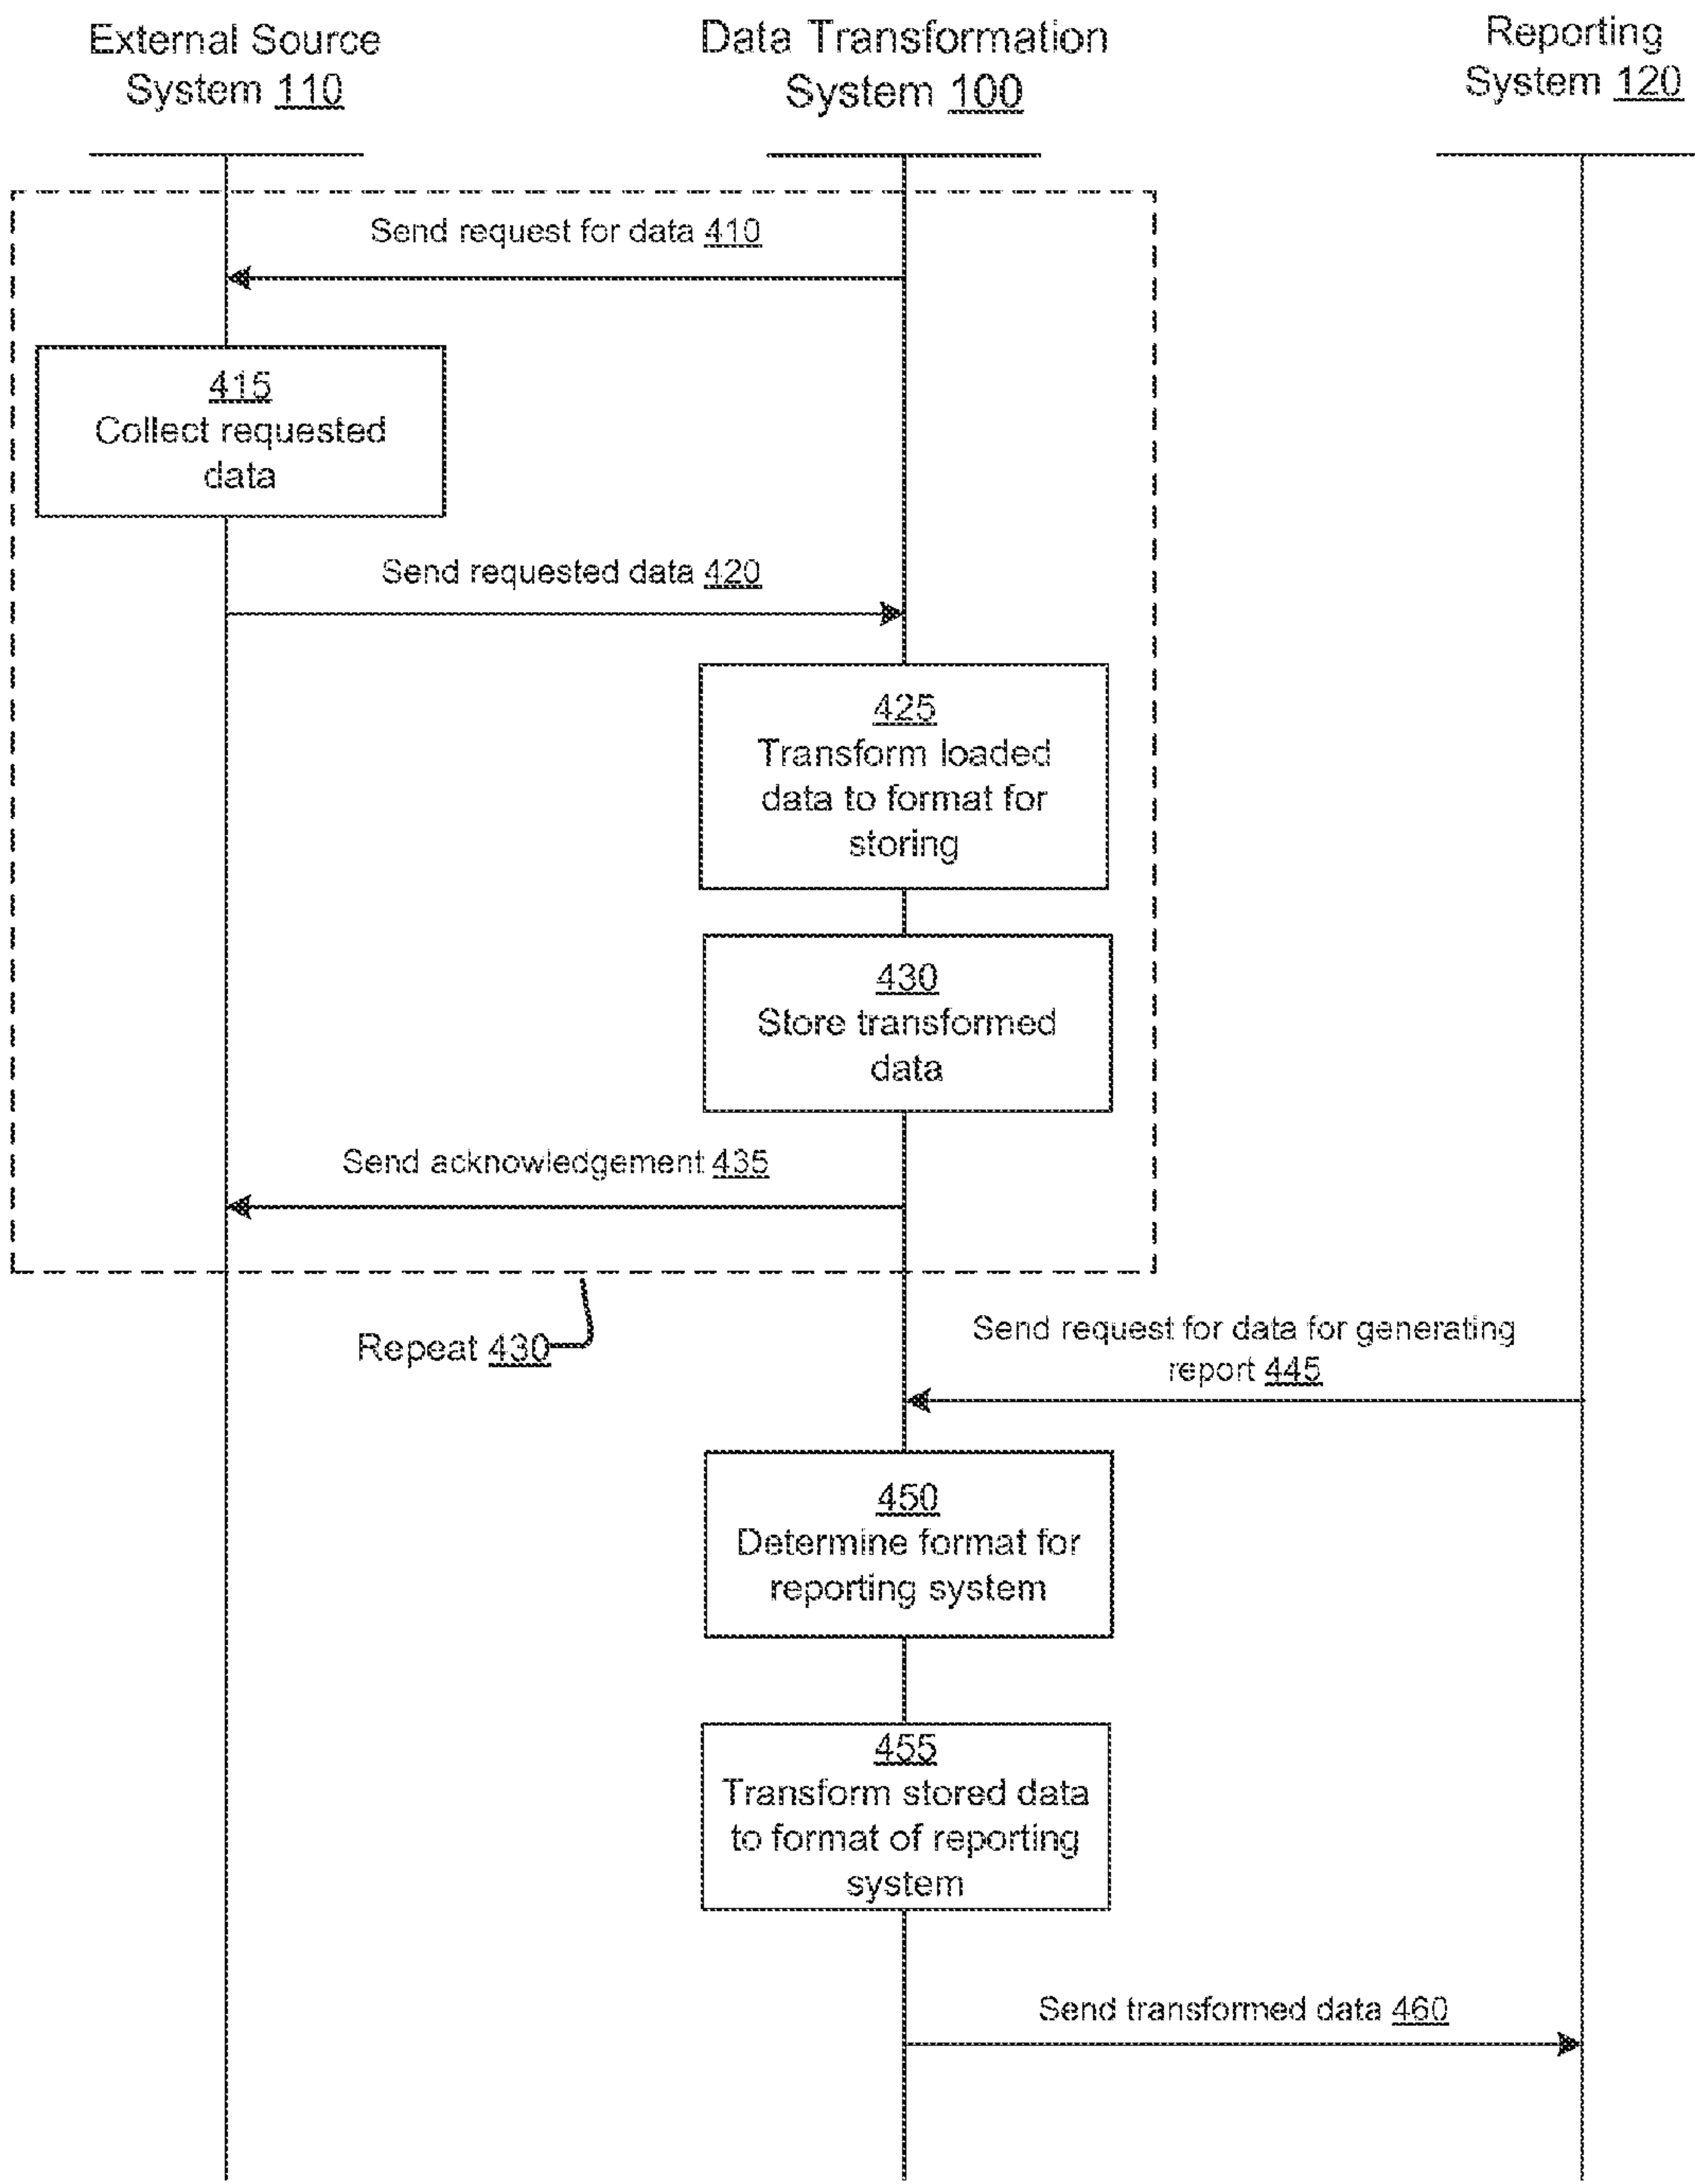 External Source
System 110
Data Transformation
System 100
Reporting
System 120
Send request for data 410
415
Collect requested
data
Send requested data 420
425
Transform loaded
data to format for
storing
430
Store transformed
data
Send acknowledgement 435
Repeat 430
Send request for data for generating
report 445
450
Determine format for
reporting system
455
Transform stored data
to format of reporting
system
Send transformed data 460